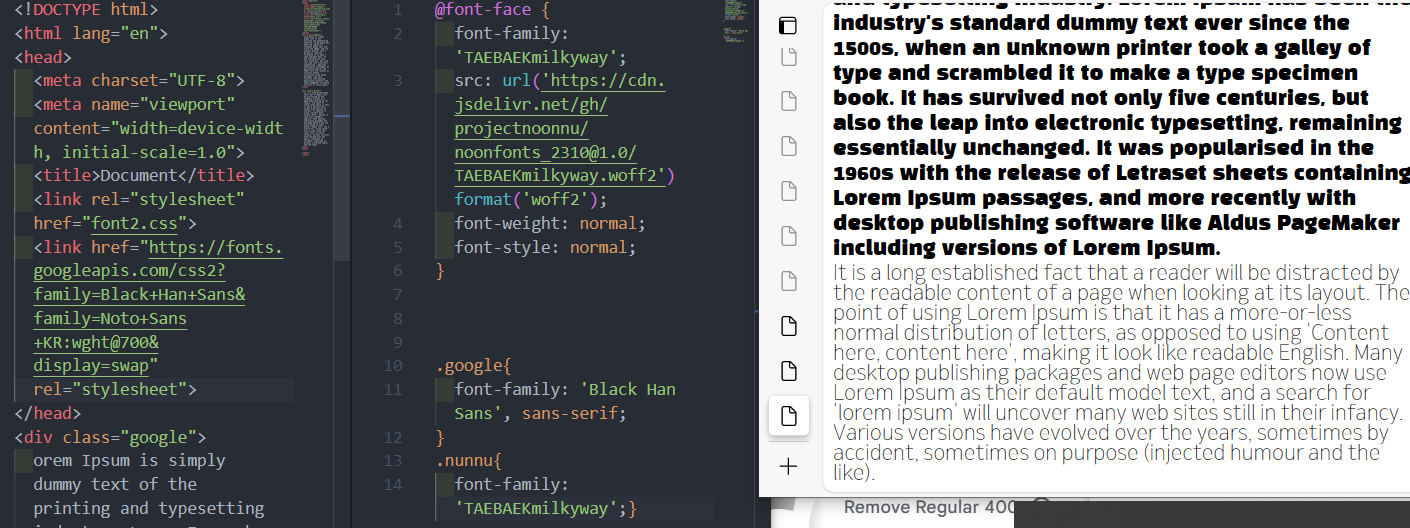 <!DOCTYPE html>
<html lang="en">
<head>
<meta charset="UTF-8">
<meta name="viewport"
content="width=device-widt
h, initial-scale=1.0">
<title>Document</title>
<link rel="stylesheet"
href="font2.css">
<link href="https://fonts.
googleapis.com/css2?
family=Black+Han+Sans&
family=Noto+Sans
+KR:wght@700&
display=swap"
rel="stylesheet">
</head>
<div class="google">
orem Ipsum is simply
dummy text of the
printing and typesetting
1 @font-face {
2 font-family:
'TAEBAEKmilkyway';
3 src: url('https://cdn.
jsdelivr.net/gh/
projectnoonnu/
noonfonts_2310@1.0/
TAEBAEKmilkyway.woff2')
format('woff2');
4 font-weight: normal;
5 font-style: normal;
6 }
7
8
9
10 .google{
11 font-family: 'Black Han
Sans', sans-serif;
12 }
13 .nunnu{
14 font-family:
'TAEBAEKmilkyway';}
and typesetting industry. Lorem Ipsum has been the
industry's standard dummy text ever since the
1500s, when an unknown printer took a galley of
type and scrambled it to make a type specimen
book. It has survived not only five centuries, but
also the leap into electronic typesetting, remaining
essentially unchanged. It was popularised in the
1960s with the release of Letraset sheets containing
Lorem Ipsum passages, and more recently with
desktop publishing software like Aldus PageMaker
including versions of Lorem Ipsum.
It is a long established fact that a reader will be distracted by
the readable content of a page when looking at its layout. The
point of using Lorem Ipsum is that it has a more-or-less
normal distribution of letters, as opposed to using 'Content
here, content here', making it look like readable English. Many
desktop publishing packages and web page editors now use
Lorem Ipsum as their default model text, and a search for
'lorem ipsum' will uncover many web sites still in their infancy.
Various versions have evolved over the years, sometimes by
accident, sometimes on purpose (injected humour and the
like).
Remove Regular 400